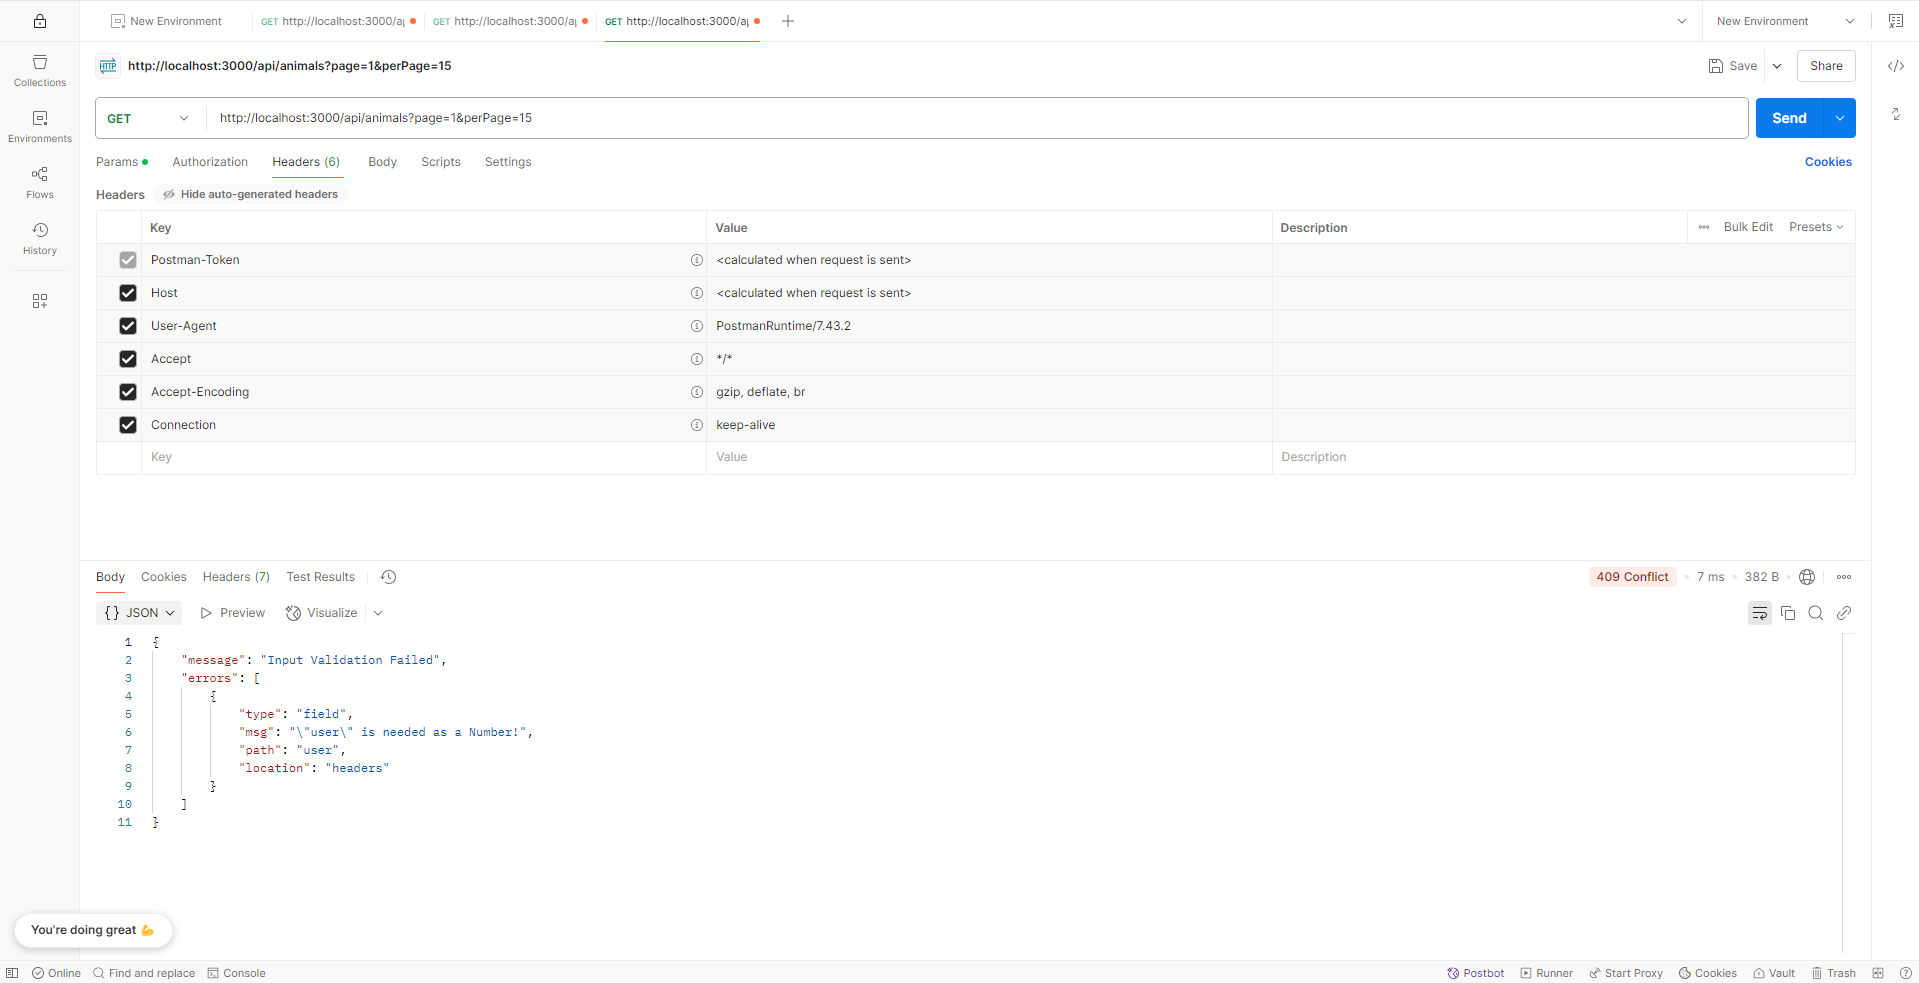 New Environment
GET http://localhost:3000/a
GET http://localhost:3000/a
GET http://localhost:3000/a
New Environment
HTTP http://localhost:3000/api/animals?page=1&perPage=15
Save
Share
Collections
Environments
Flows
History
GET http://localhost:3000/api/animals?page=1&perPage=15
Send
Params Authorization Headers (6) Body Scripts Settings
Cookies
Headers Hide auto-generated headers
Key Value Description Bulk Edit Presets
Postman-Token <calculated when request is sent>
Host <calculated when request is sent>
User-Agent PostmanRuntime/7.43.2
Accept */*
Accept-Encoding gzip, deflate, br
Connection keep-alive
Key Value Description
Body Cookies Headers (7) Test Results
409 Conflict • 7 ms • 382 B •
{} JSON Preview Visualize
1 {
2 "message": "Input Validation Failed",
3 "errors": [
4 {
5 "type": "field",
6 "msg": "\"user\" is needed as a Number!",
7 "path": "user",
8 "location": "headers"
9 }
10 ]
11 }
You're doing great 💪
Online Find and replace Console
Postbot Runner Start Proxy Cookies Vault Trash